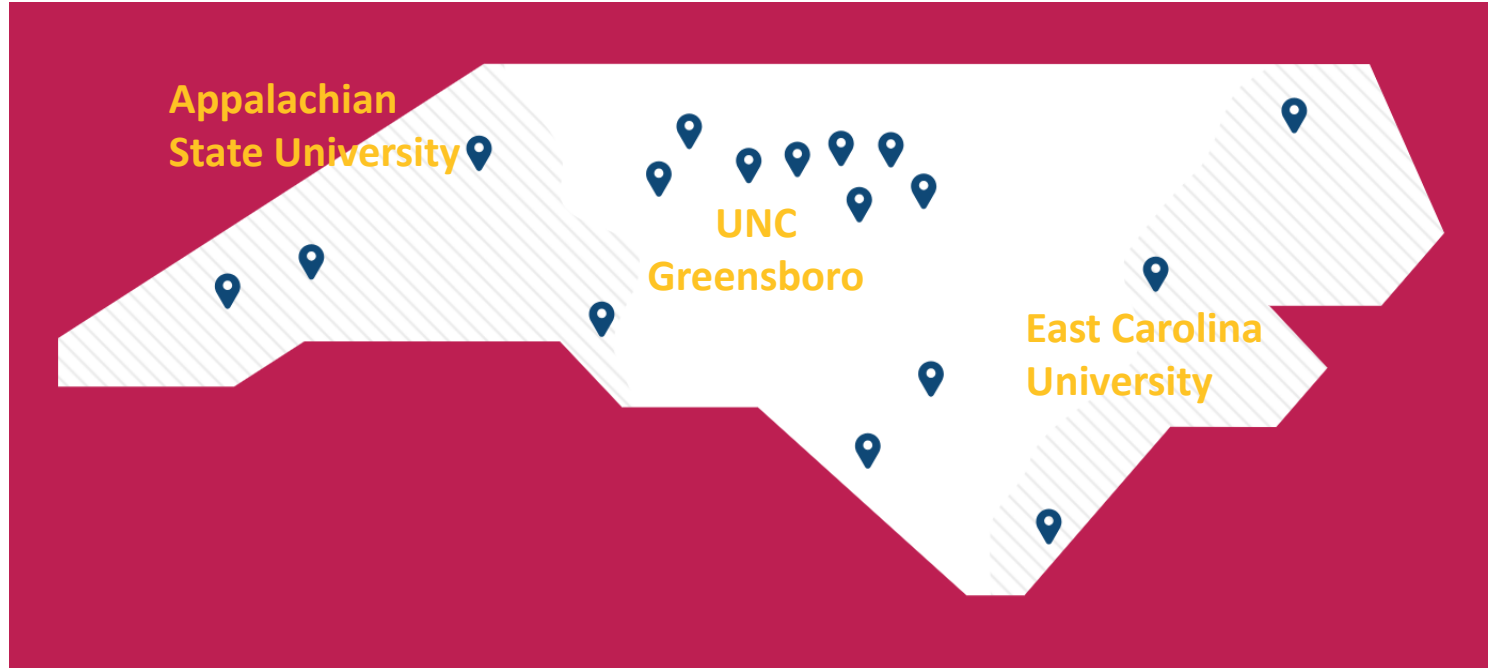 Appalachian
State University
UNC
Greensboro
East Carolina
University